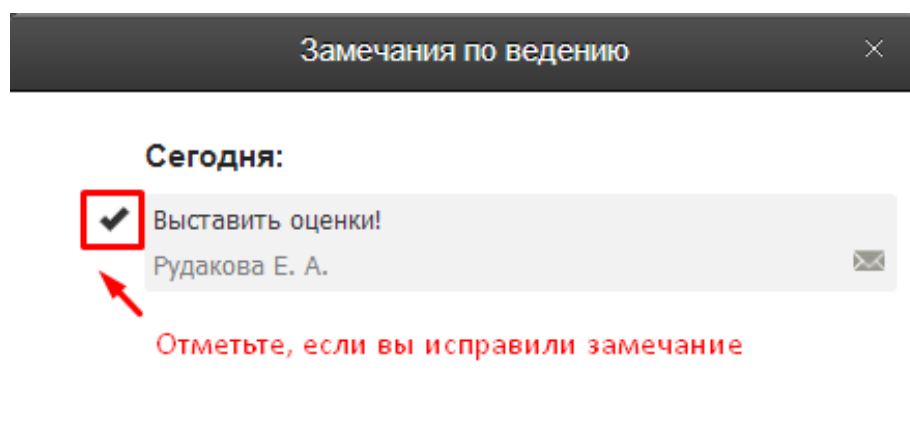 Замечания по ведению
Сегодня:
Выставить оценки!
Рудакова Е. А.
Отметьте, если вы исправили замечание